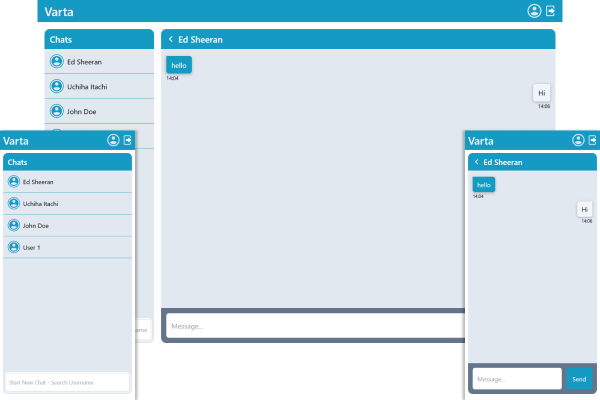 Varta
Chats
Ed Sheeran
Uchiha Itachi
John Doe
Ed Sheeran
hello
14:04
Hi
14:06
Message...
Varta
Chats
Ed Sheeran
Uchiha Itachi
John Doe
User 1
Start New Chat - Search Username
Varta
Ed Sheeran
hello
14:04
Hi
14:06
Message...
Send